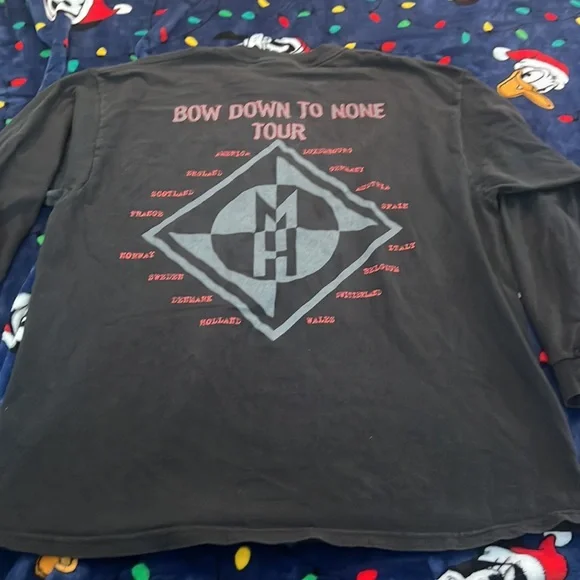 BOW DOWN TO NONE
TOUR
AMERICA LUXEMBOURG
ENGLAND GERMANY
SCOTLAND AUSTRIA
FRANCE SPAIN
M
H
NORWAY ITALY
SWEDEN BELGIUM
DENMARK SWITZERLAND
HOLLAND WALES